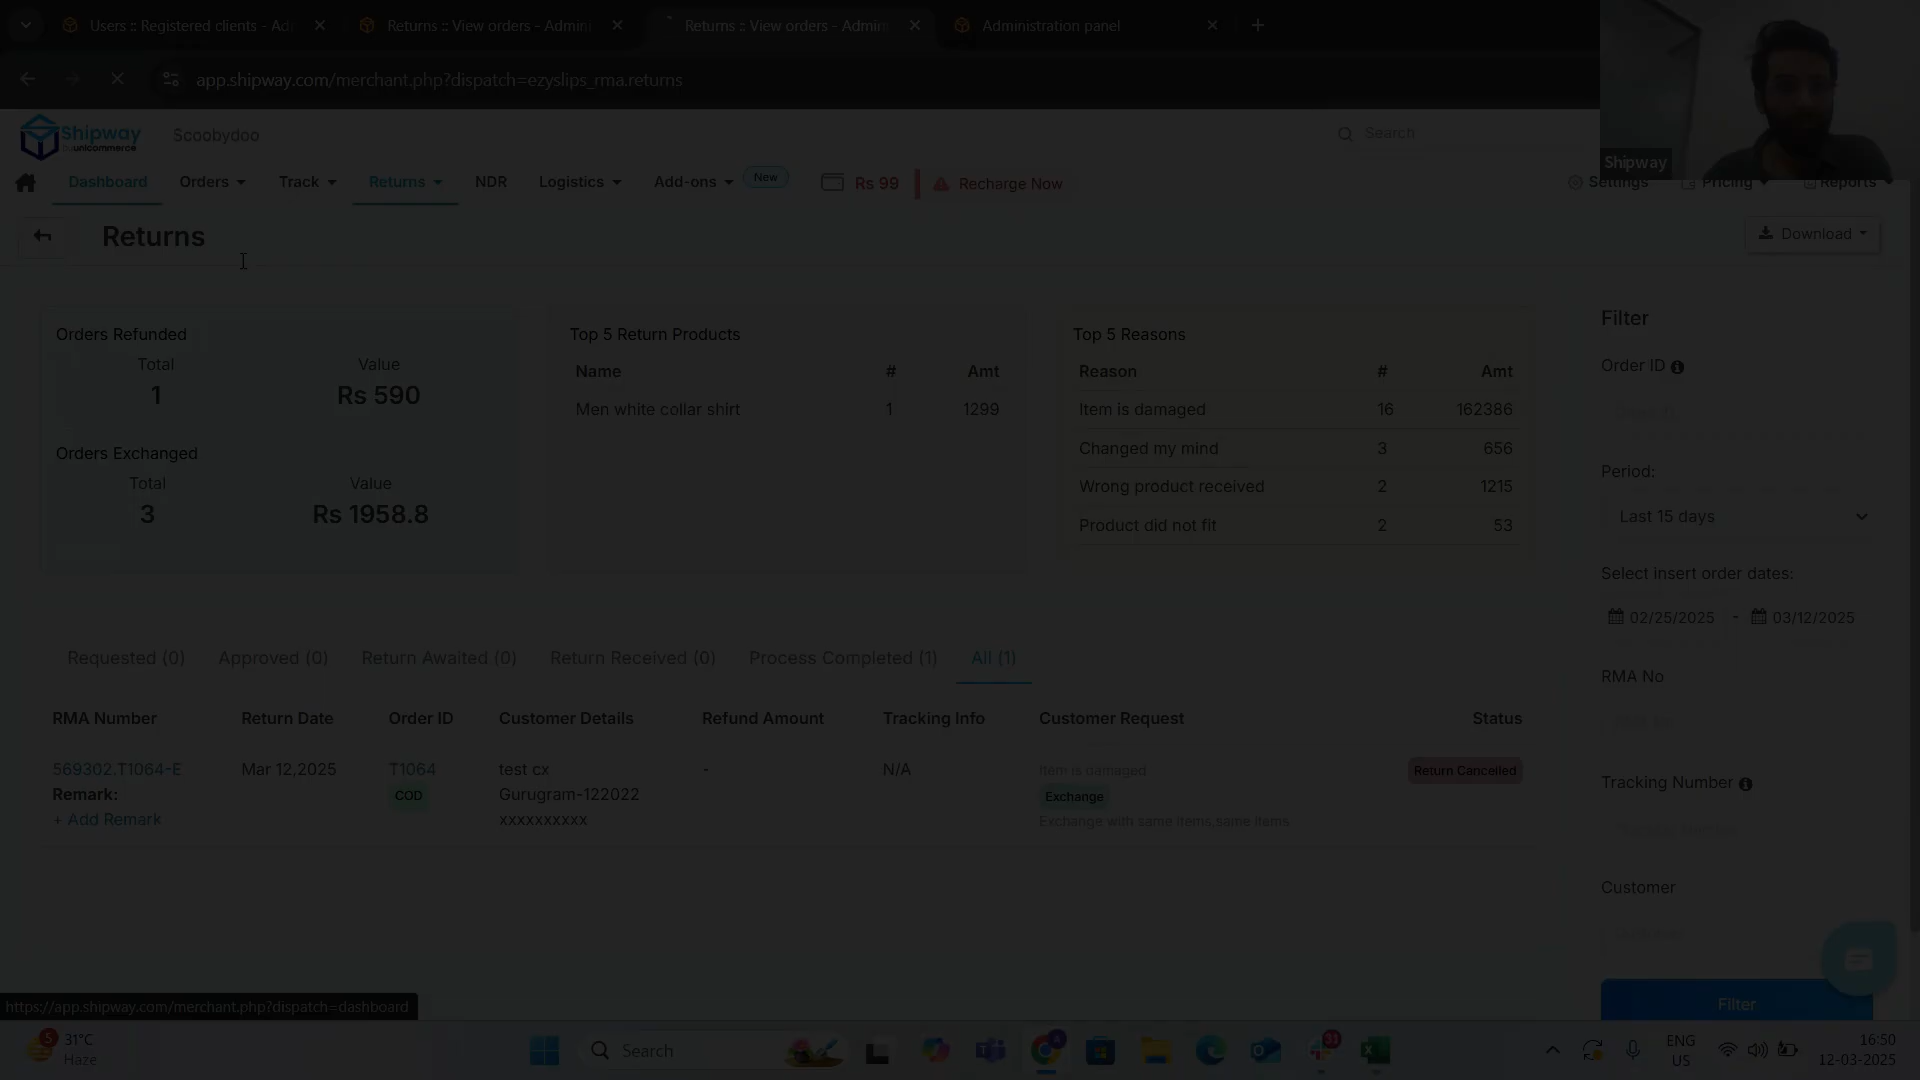 Users :: Registered clients - Ad
Returns :: View orders - Admin
Returns :: View orders - Admin
Administration panel
app.shipway.com/merchant.php?dispatch=ezyslips_rma.returns
Shipway
by unicommerce
Scoobydoo
Search
Shipway
Dashboard
Orders
Track
Returns
NDR
Logistics
Add-ons
New
Rs 99
Recharge Now
Settings
Pricing
Reports
Returns
Download
Orders Refunded
Total
Value
1
Rs 590
Orders Exchanged
Total
Value
3
Rs 1958.8
Top 5 Return Products
Name # Amt
Men white collar shirt 1 1299
Top 5 Reasons
Reason # Amt
Item is damaged 16 162386
Changed my mind 3 656
Wrong product received 2 1215
Product did not fit 2 53
Filter
Order ID
Period:
Last 15 days
Select insert order dates:
02/25/2025 - 03/12/2025
RMA No
Tracking Number
Customer
Filter
Requested (0) Approved (0) Return Awaited (0) Return Received (0) Process Completed (1) All (1)
RMA Number Return Date Order ID Customer Details Refund Amount Tracking Info Customer Request Status
569302.T1064-E Mar 12,2025 T1064 test cx - N/A Item is damaged Return Cancelled
Remark: COD Gurugram-122022 Exchange
+ Add Remark xxxxxxxxxx Exchange with same items,same items
https://app.shipway.com/merchant.php?dispatch=dashboard
5
31°C
Haze
Search
31
ENG
US
16:50
12-03-2025